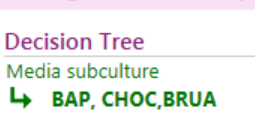 Decision Tree
Media subculture
BAP, CHOC,BRUA